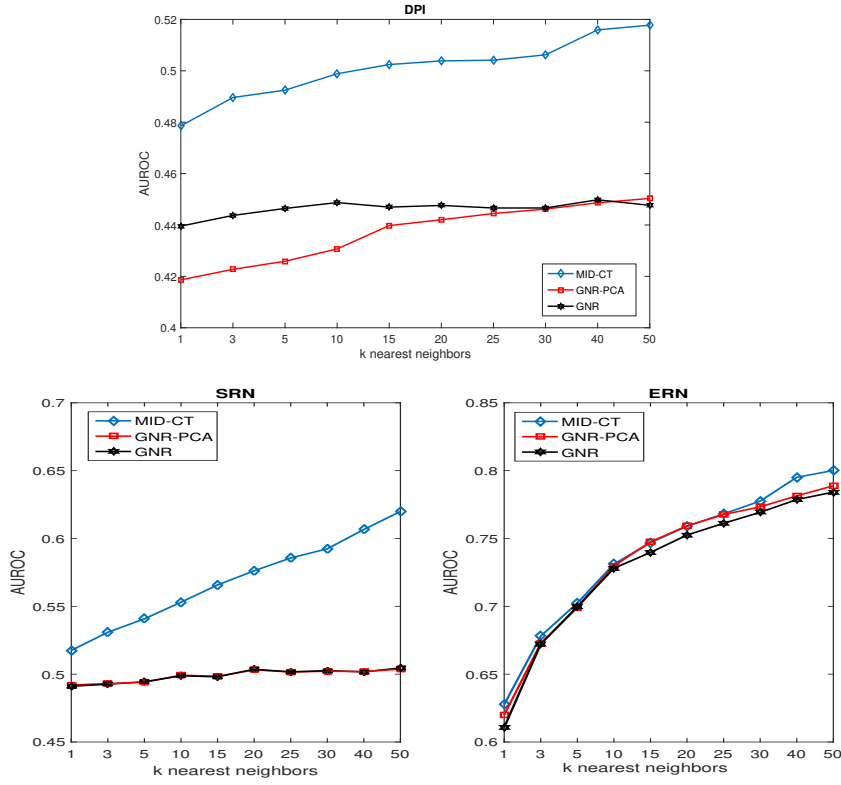 DPI
0.52
0.5
0.48
0.46
0.44
0.42
0.4
AUROC
MID-CT
GNR-PCA
GNR
1 3 5 10 15 20 25 30 40 50
k nearest neighbors
SRN
0.7
0.65
0.6
0.55
0.5
0.45
AUROC
MID-CT
GNR-PCA
GNR
1 3 5 10 15 20 25 30 40 50
k nearest neighbors
ERN
0.85
0.8
0.75
0.7
0.65
0.6
AUROC
MID-CT
GNR-PCA
GNR
1 3 5 10 15 20 25 30 40 50
k nearest neighbors